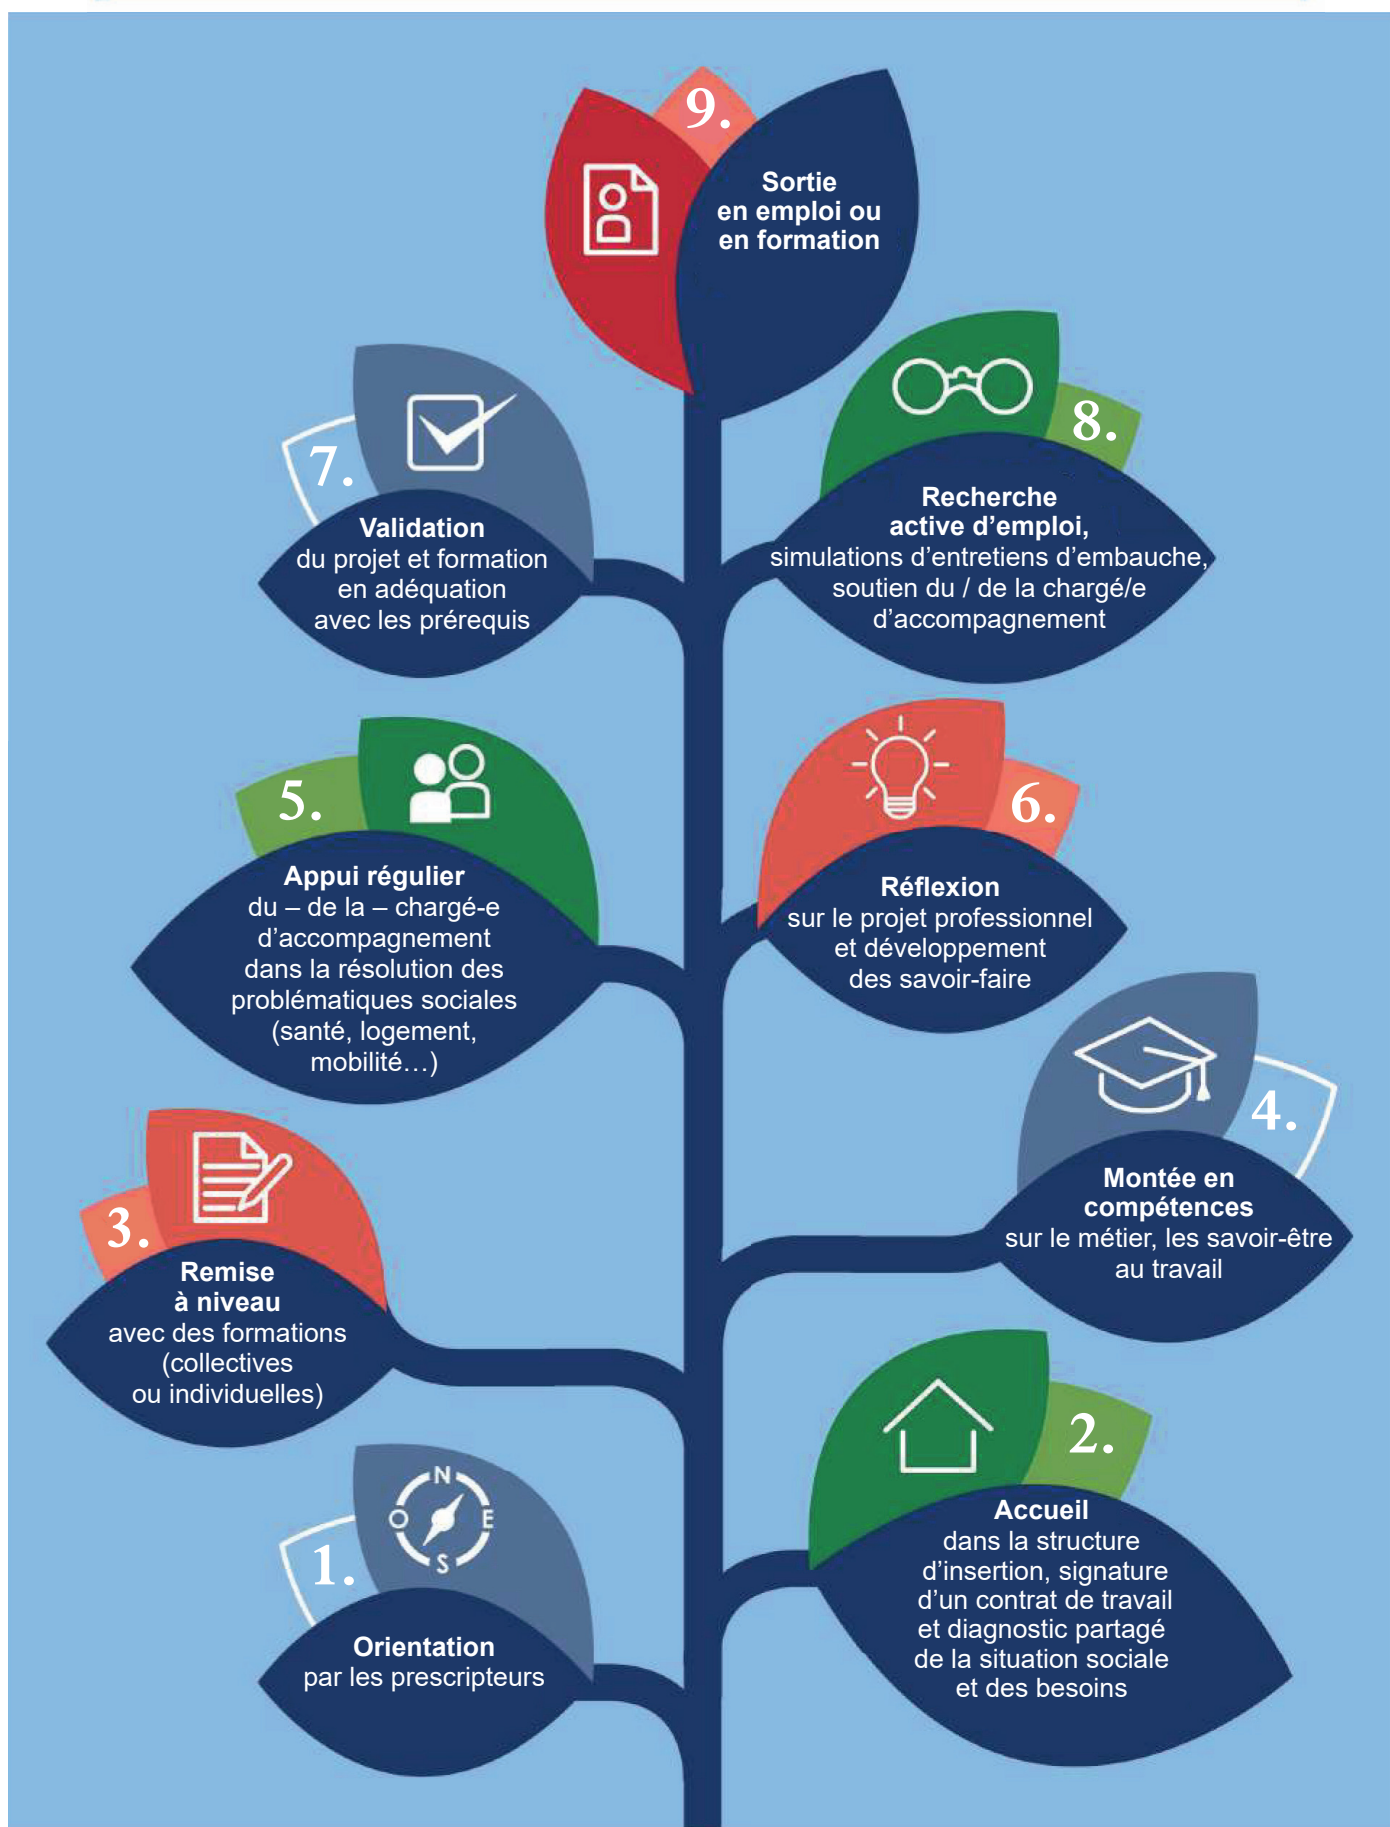 9.
Sortie
en emploi ou
en formation
8.
Recherche
active d’emploi,
simulations d’entretiens d’embauche,
soutien du / de la chargé/e
d’accompagnement
7.
Validation
du projet et formation
en adéquation
avec les prérequis
6.
Réflexion
sur le projet professionnel
et développement
des savoir-faire
5.
Appui régulier
du – de la – chargé-e
d’accompagnement
dans la résolution des
problématiques sociales
(santé, logement,
mobilité…)
4.
Montée en
compétences
sur le métier, les savoir-être
au travail
3.
Remise
à niveau
avec des formations
(collectives
ou individuelles)
2.
Accueil
dans la structure
d’insertion, signature
d’un contrat de travail
et diagnostic partagé
de la situation sociale
et des besoins
N
O E
S
1.
Orientation
par les prescripteurs